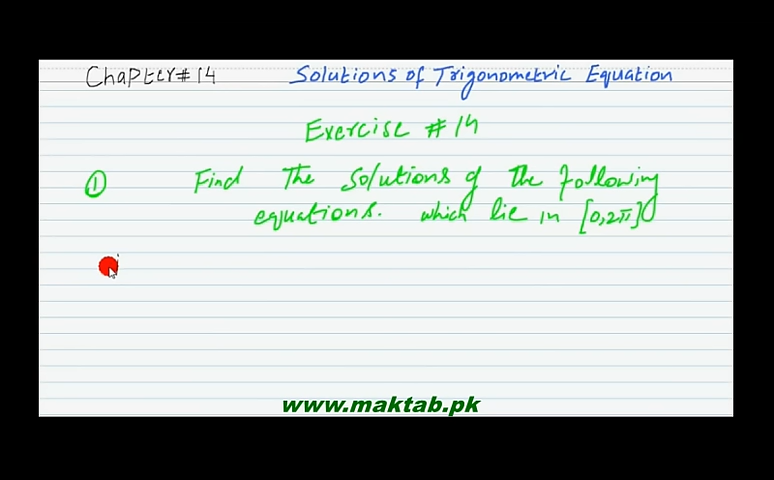 Chapter#14 Solutions of Trigonometric Equation
Exercise #14
① Find The Solutions of The following
equations. which lie in [0,2π]
www.maktab.pk